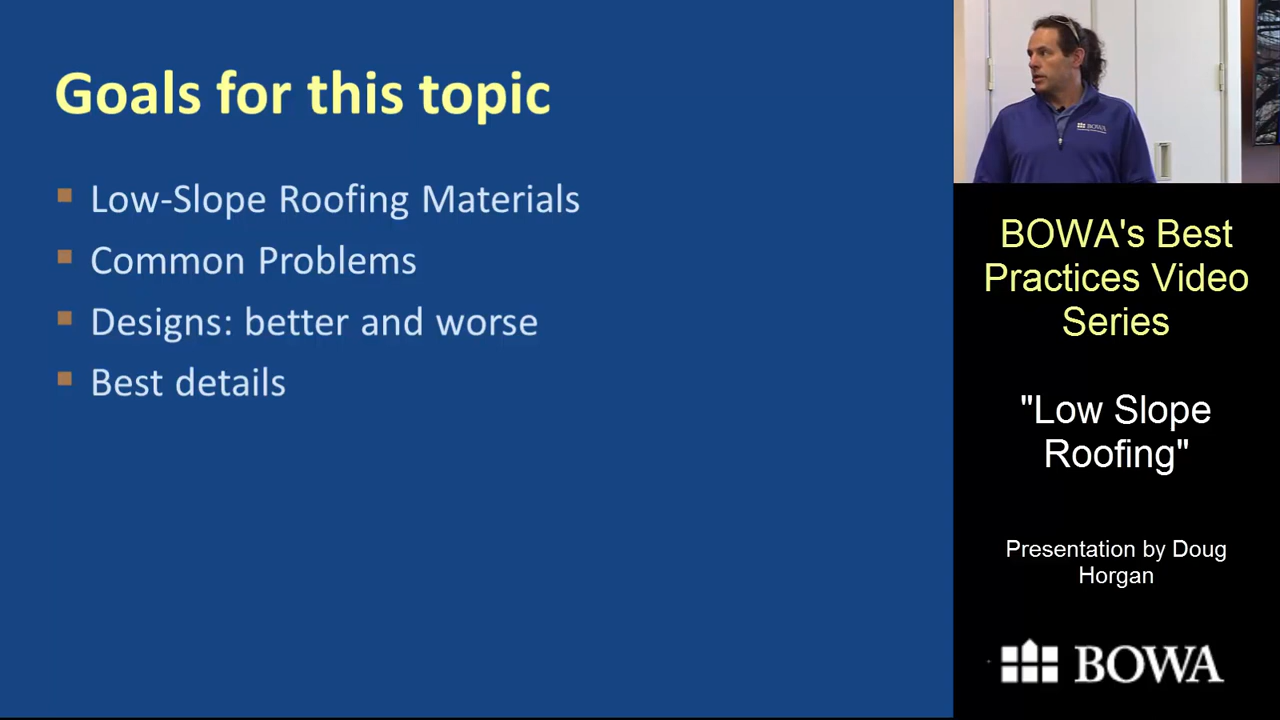 Goals for this topic
Low-Slope Roofing Materials
Common Problems
Designs: better and worse
Best details
BOWA
BOWA's Best
Practices Video
Series
"Low Slope
Roofing"
Presentation by Doug
Horgan
BOWA